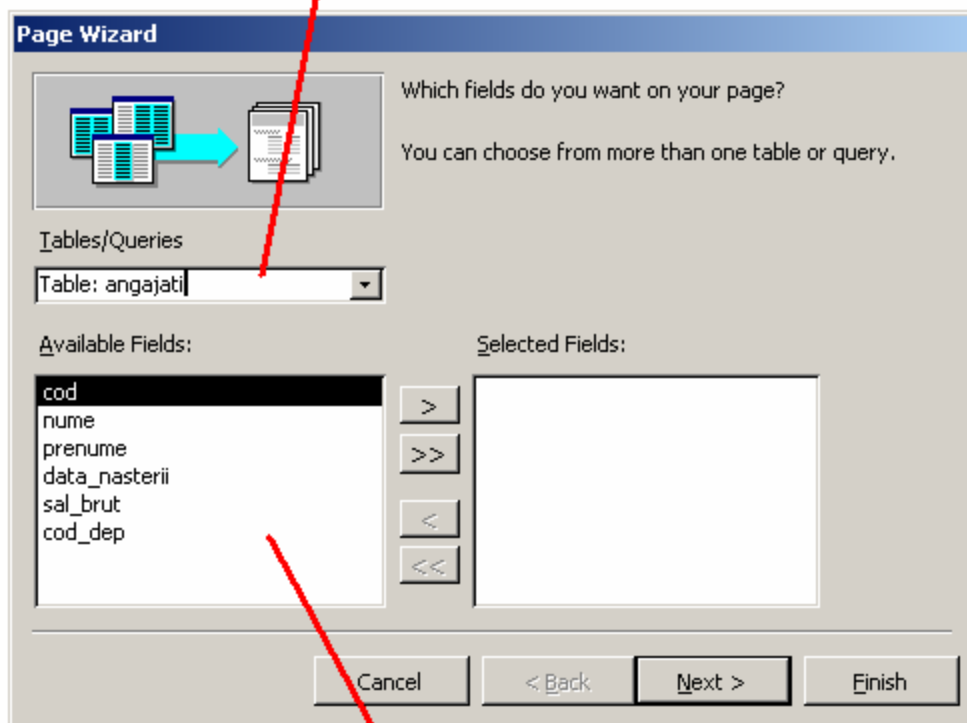 Page Wizard
Which fields do you want on your page?
You can choose from more than one table or query.
Tables/Queries
Table: angajati
Available Fields:
Selected Fields:
cod
nume
prenume
data_nasterii
sal_brut
cod_dep
>
>>
<
<<
Cancel
< Back
Next >
Finish